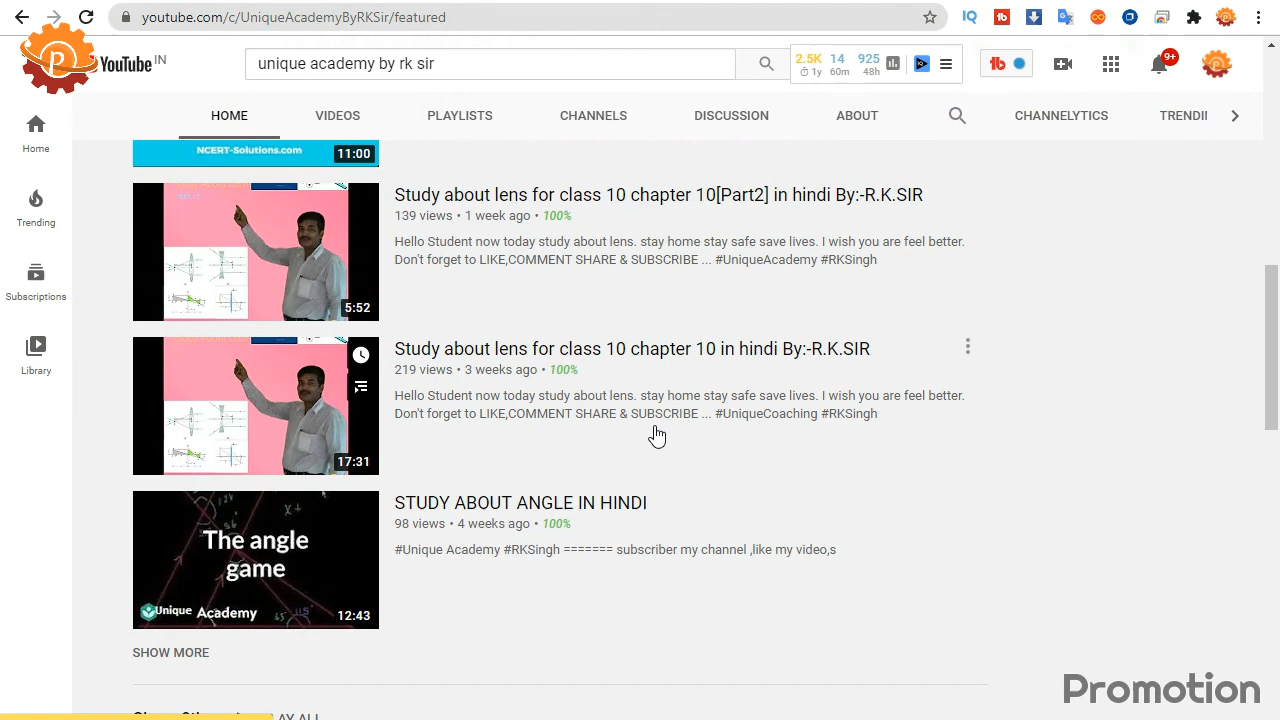 youtube.com/c/UniqueAcademyByRKSir/featured
P
YouTube IN
unique academy by rk sir
2.5K 14 925
1y 60m 48h
tb
9+
HOME VIDEOS PLAYLISTS CHANNELS DISCUSSION ABOUT CHANNELYTICS TRENDII
Home
Trending
Subscriptions
Library
NCERT-Solutions.com
11:00
Study about lens for class 10 chapter 10[Part2] in hindi By:-R.K.SIR
139 views • 1 week ago • 100%
Hello Student now today study about lens. stay home stay safe save lives. I wish you are feel better.
Don't forget to LIKE,COMMENT SHARE & SUBSCRIBE ... #UniqueAcademy #RKSingh
5:52
Study about lens for class 10 chapter 10 in hindi By:-R.K.SIR
219 views • 3 weeks ago • 100%
Hello Student now today study about lens. stay home stay safe save lives. I wish you are feel better.
Don't forget to LIKE,COMMENT SHARE & SUBSCRIBE ... #UniqueCoaching #RKSingh
17:31
The angle
game
Unique Academy
12:43
STUDY ABOUT ANGLE IN HINDI
98 views • 4 weeks ago • 100%
#Unique Academy #RKSingh ======= subscriber my channel ,like my video,s
SHOW MORE
Promotion